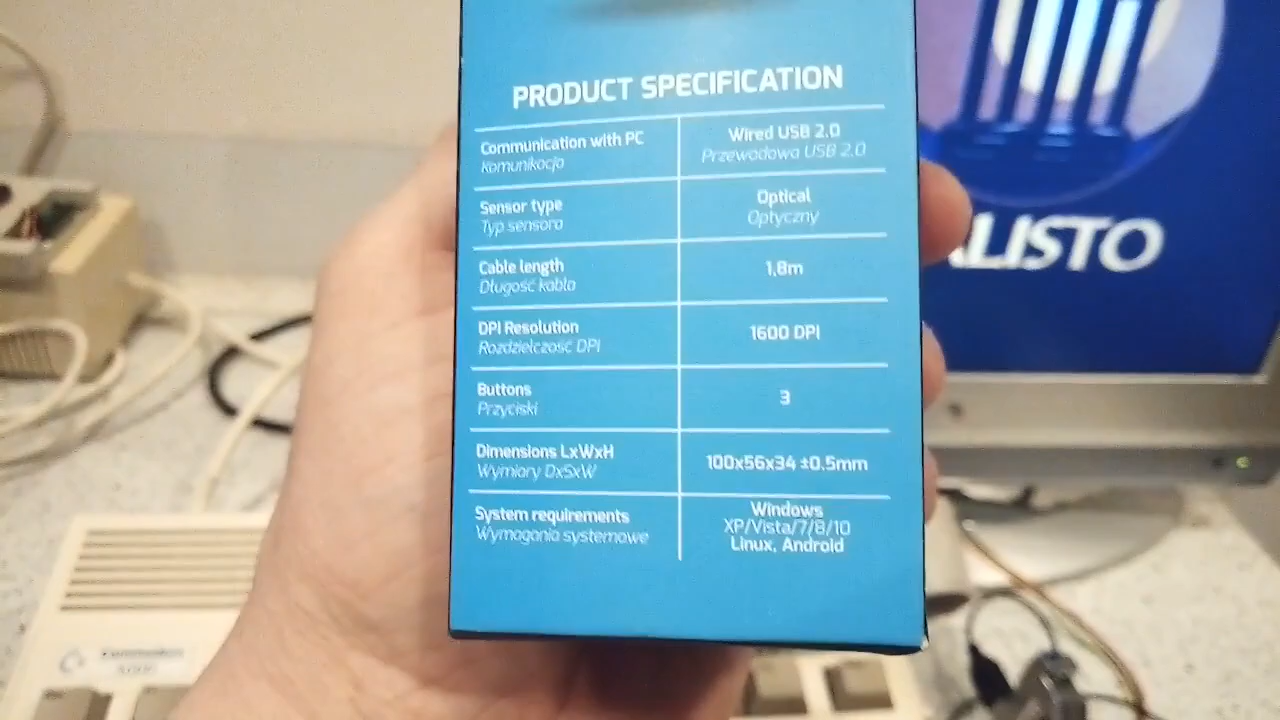 PRODUCT SPECIFICATION
Communication with PC
Komunikacja
Wired USB 2.0
Przewodowa USB 2.0
Sensor type
Typ sensora
Optical
Optyczny
Cable length
Długość kabla
1,8m
DPI Resolution
Rozdzielczość DPI
1600 DPI
Buttons
Przyciski
3
Dimensions LxWxH
Wymiary DxSxW
100x56x34 ±0.5mm
System requirements
Wymagania systemowe
Windows
XP/Vista/7/8/10
Linux, Android
ALISTO
Commodore